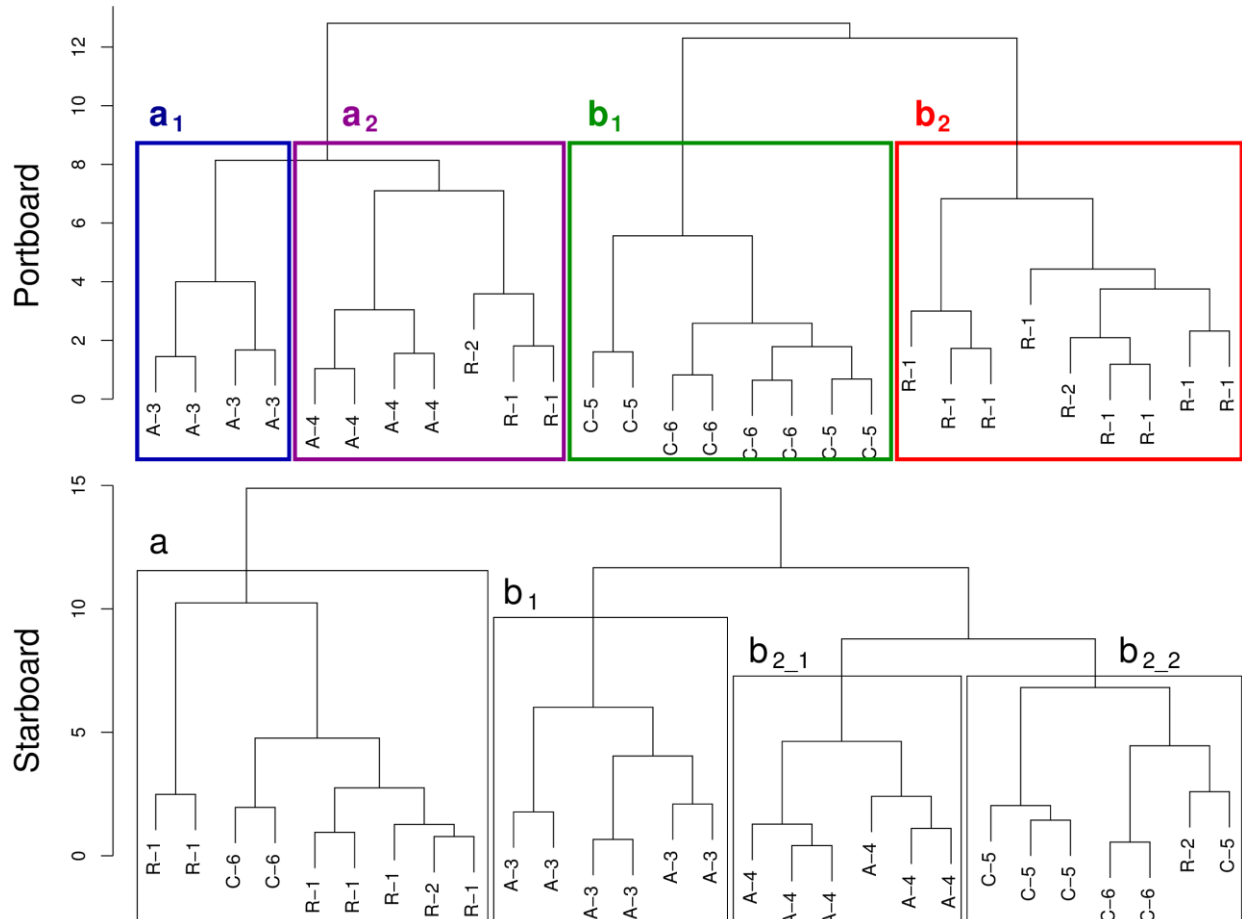 Portboard
12
10
8
6
4
2
0
a1 a2 b1 b2
A-3 A-3 A-3 A-3
A-4 A-4 A-4 A-4 R-2 R-1 R-1
C-5 C-5 C-6 C-6 C-6 C-6 C-5 C-5
R-1 R-1 R-1 R-1 R-2 R-1 R-1 R-1 R-1
Starboard
15
10
5
0
a b1 b2_1 b2_2
R-1 R-1 C-6 C-6 R-1 R-1 R-1 R-2 R-1
A-3 A-3 A-3 A-3 A-3 A-3
A-4 A-4 A-4 A-4 A-4 A-4
C-5 C-5 C-5 C-6 C-6 R-2 C-5